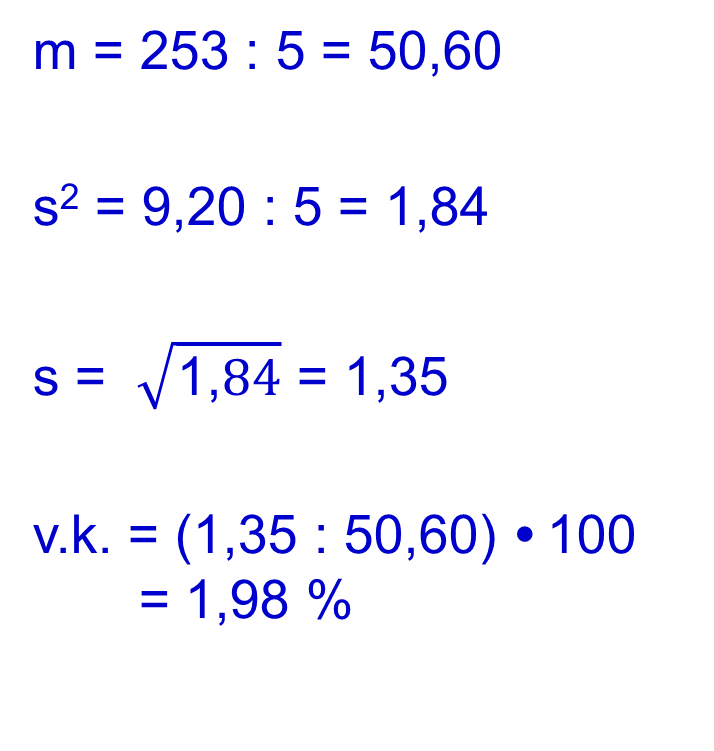 m = 253 : 5 = 50,60
s² = 9,20 : 5 = 1,84
s = √1,84 = 1,35
v.k. = (1,35 : 50,60) • 100
= 1,98 %